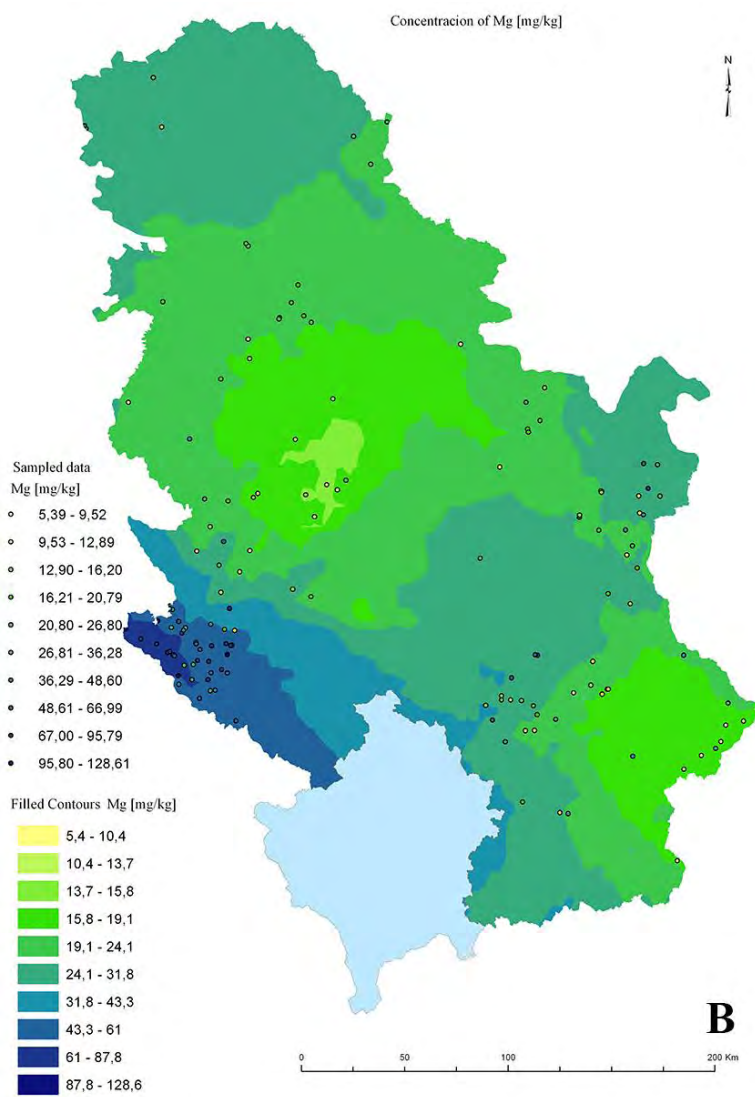 Concentracion of Mg [mg/kg]
N
Sampled data
Mg [mg/kg]
5,39 - 9,52
9,53 - 12,89
12,90 - 16,20
16,21 - 20,79
20,80 - 26,80
26,81 - 36,28
36,29 - 48,60
48,61 - 66,99
67,00 - 95,79
95,80 - 128,61
Filled Contours Mg [mg/kg]
5,4 - 10,4
10,4 - 13,7
13,7 - 15,8
15,8 - 19,1
19,1 - 24,1
24,1 - 31,8
31,8 - 43,3
43,3 - 61
61 - 87,8
87,8 - 128,6
B
0 50 100 200 Km